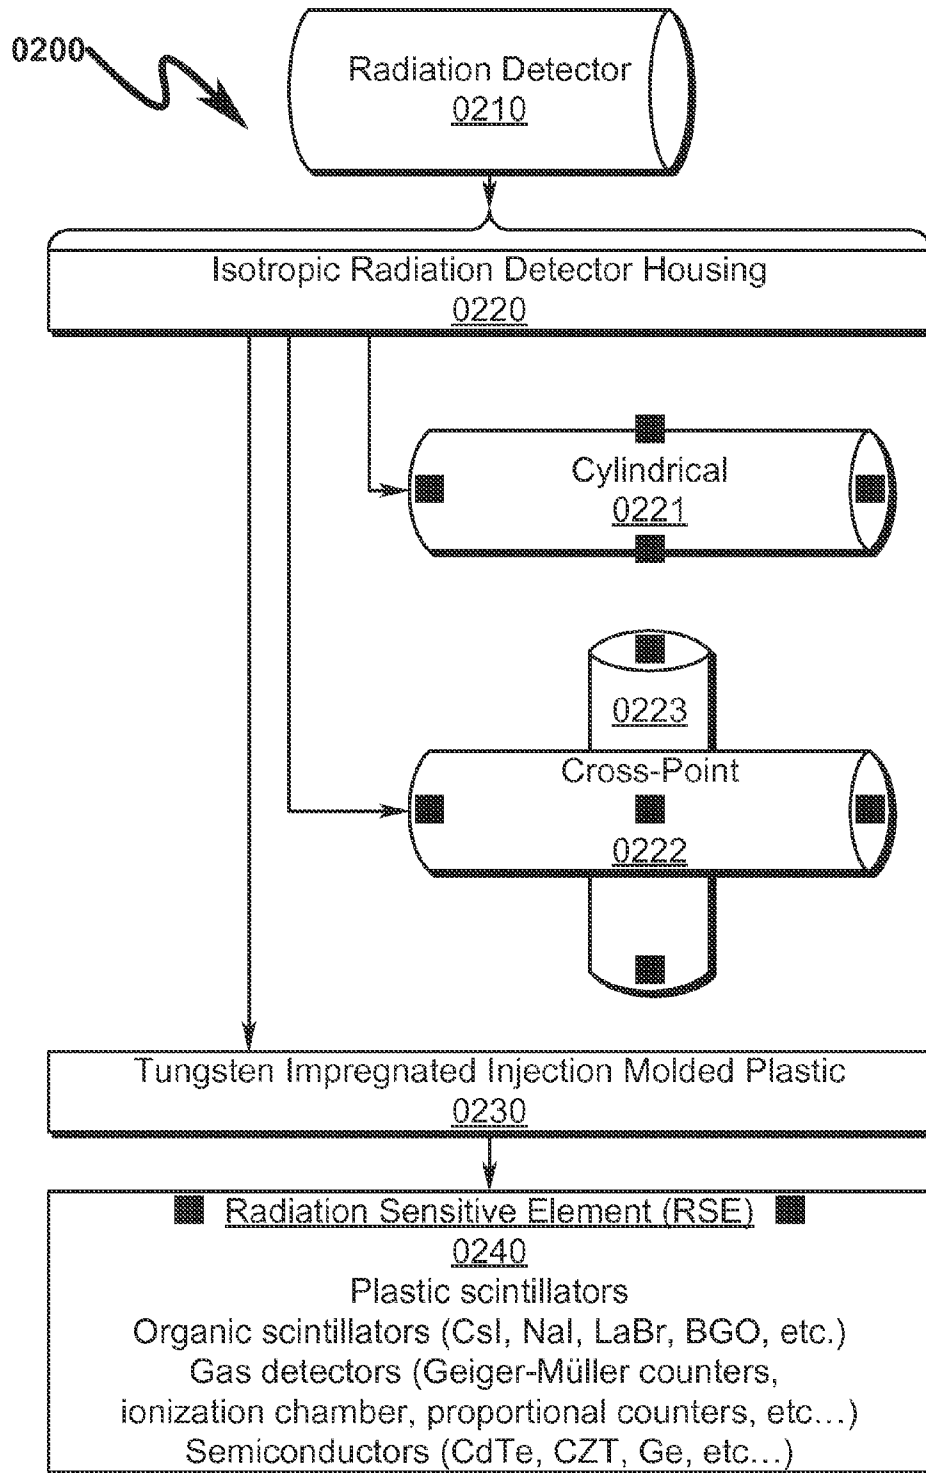 0200
Radiation Detector
0210
Isotropic Radiation Detector Housing
0220
Cylindrical
0221
0223
Cross-Point
0222
Tungsten Impregnated Injection Molded Plastic
0230
Radiation Sensitive Element (RSE)
0240
Plastic scintillators
Organic scintillators (CsI, NaI, LaBr, BGO, etc.)
Gas detectors (Geiger-Müller counters,
ionization chamber, proportional counters, etc…)
Semiconductors (CdTe, CZT, Ge, etc…)